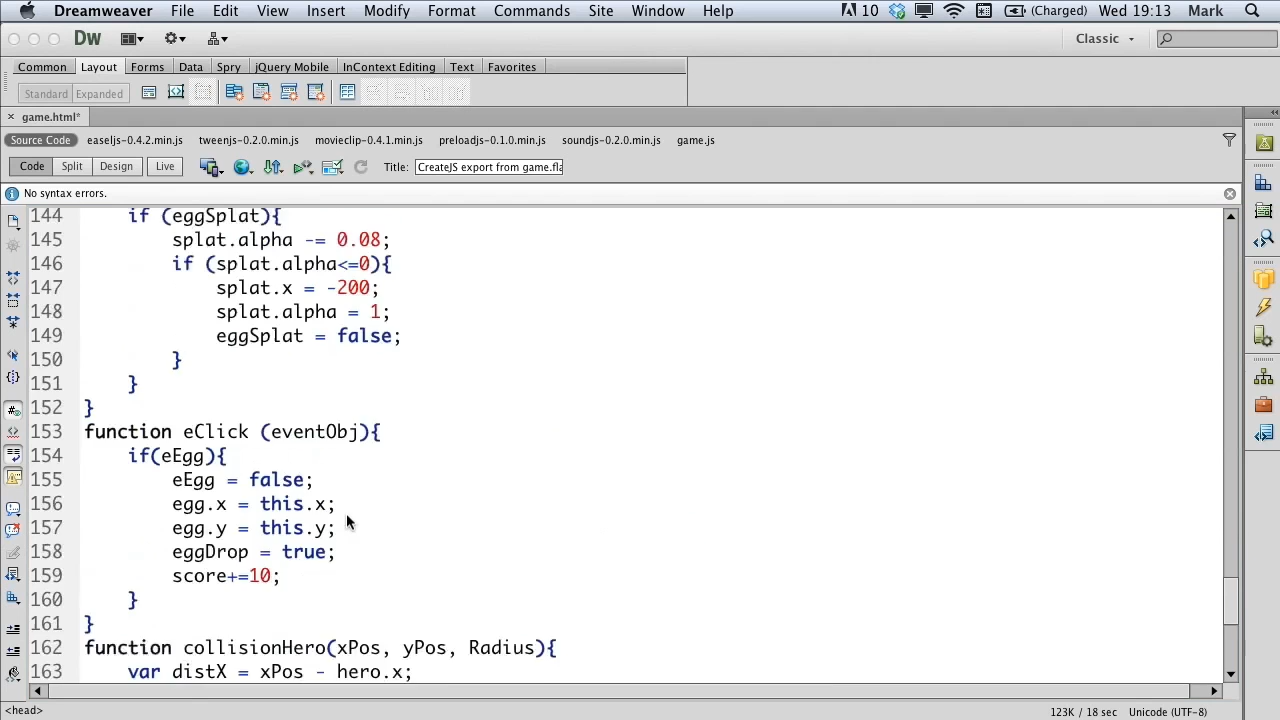 Dreamweaver File Edit View Insert Modify Format Commands Site Window Help 10 (Charged) Wed 19:13 Mark
Dw Classic
Common Layout Forms Data Spry jQuery Mobile InContext Editing Text Favorites
Standard Expanded
game.html*
Source Code easeljs-0.4.2.min.js tweenjs-0.2.0.min.js movieclip-0.4.1.min.js preloadjs-0.1.0.min.js soundjs-0.2.0.min.js game.js
Code Split Design Live Title: CreateJS export from game.fla
No syntax errors.
144 if (eggSplat){
145 splat.alpha -= 0.08;
146 if (splat.alpha<=0){
147 splat.x = -200;
148 splat.alpha = 1;
149 eggSplat = false;
150 }
151 }
152 }
153 function eClick (eventObj){
154 if(eEgg){
155 eEgg = false;
156 egg.x = this.x;
157 egg.y = this.y;
158 eggDrop = true;
159 score+=10;
160 }
161 }
162 function collisionHero(xPos, yPos, Radius){
163 var distX = xPos - hero.x;
<head> 123K / 18 sec Unicode (UTF-8)